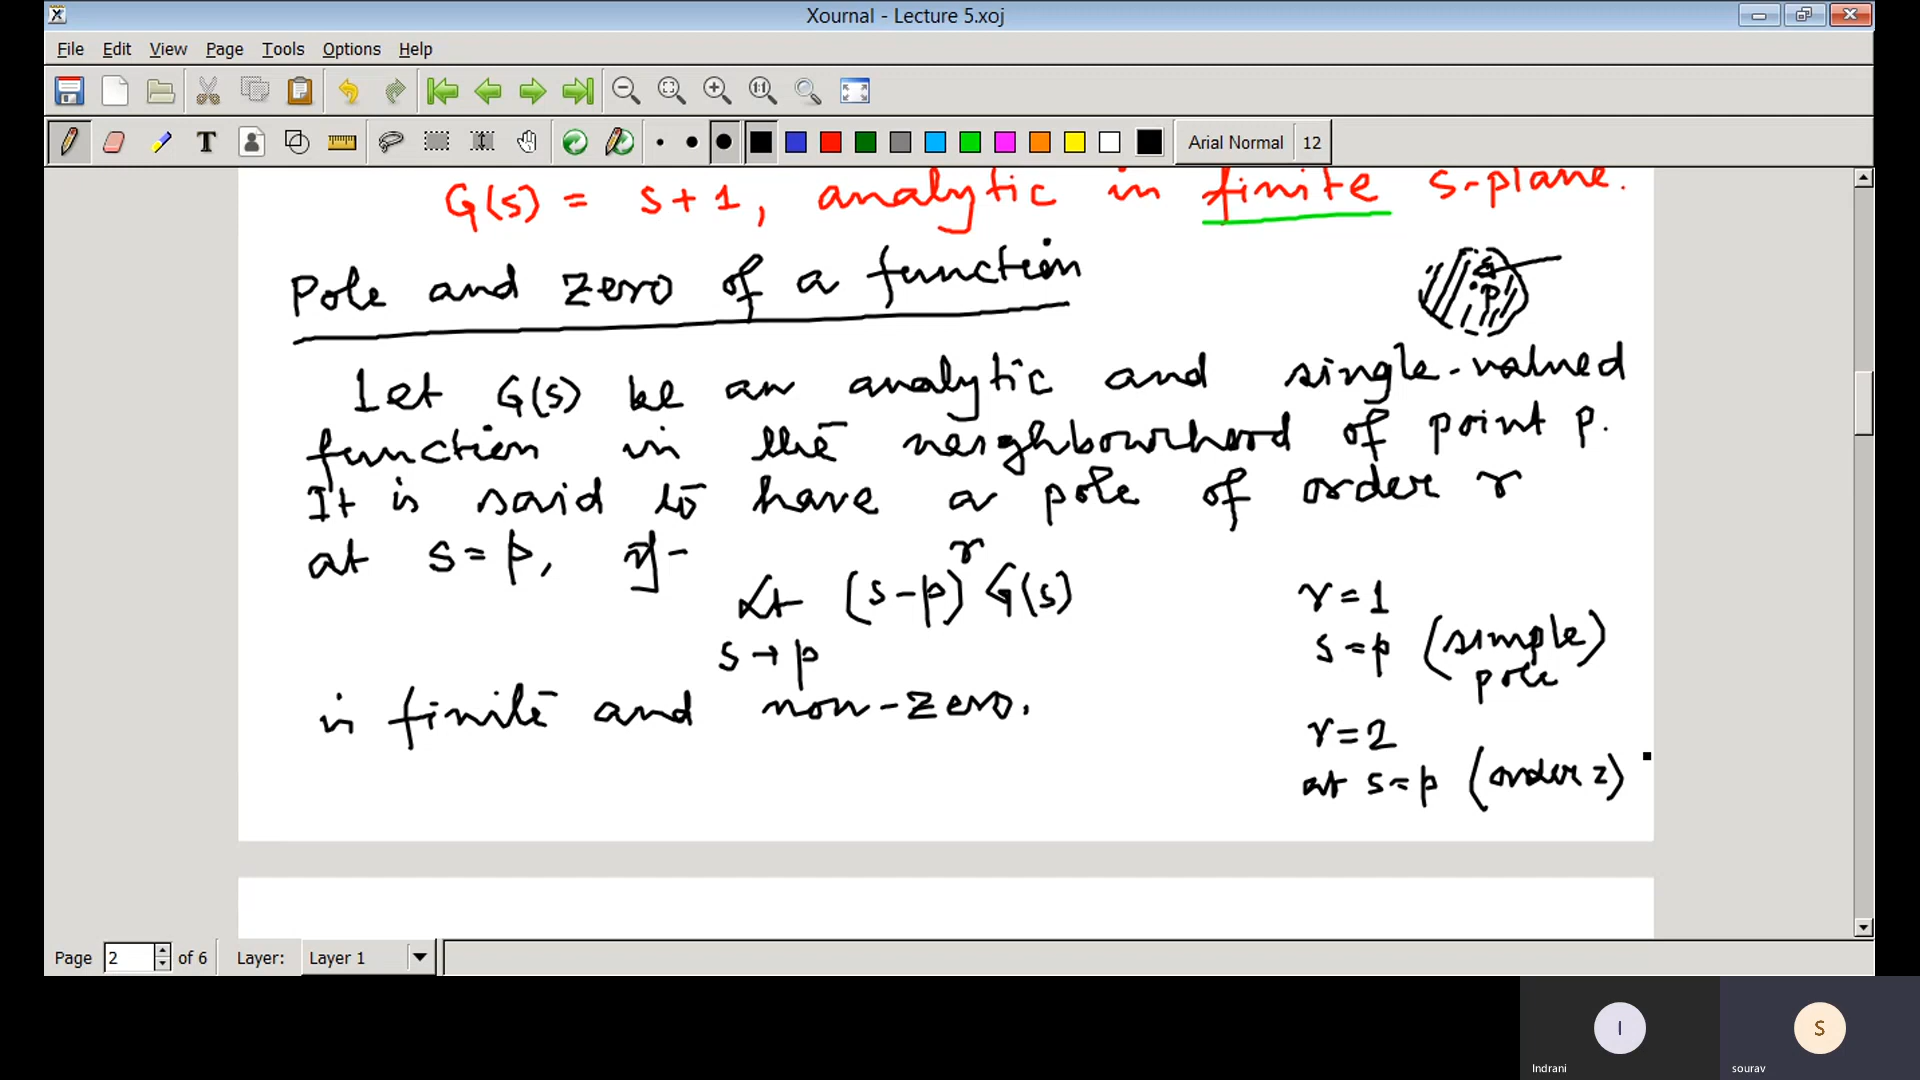 Xournal - Lecture 5.xoj
File Edit View Page Tools Options Help
Arial Normal 12
G(s) = s+1, analytic in finite s-plane.
Pole and zero of a function
P
Let G(s) be an analytic and single-valued
function in the neighbourhood of point P.
It is said to have a pole of order r
at s=p, if
Lt (s-p)^r G(s)
s→p
is finite and non-zero.
r=1
s=p (simple)
pole
r=2
at s=p (order 2)
Page 2 of 6 Layer: Layer 1
I
Indrani
S
sourav